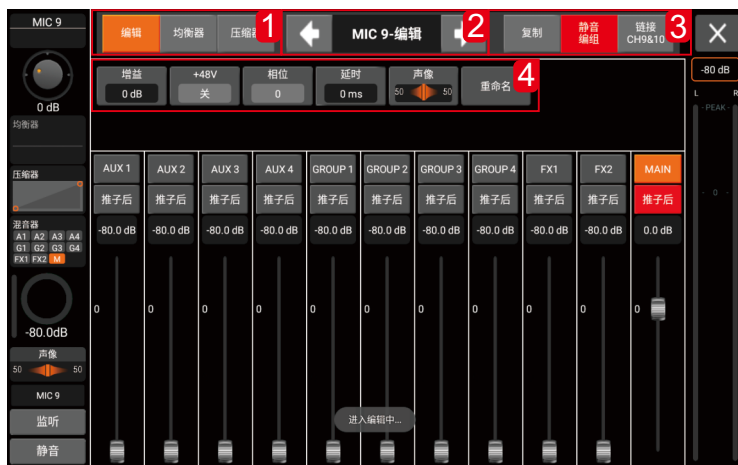 MIC 9
编辑
均衡器
压缩
1
MIC 9-编辑
2
复制
静音
编组
链接
CH9&10
3
0 dB
增益
0 dB
+48V
关
相位
0
延时
0 ms
声像
50 50
重命名
4
-80 dB
L R
- PEAK -
- 0 -
均衡器
压缩器
混音器
A1 A2 A3 A4
G1 G2 G3 G4
FX1 FX2 M
-80.0dB
声像
50 50
MIC 9
监听
静音
AUX 1 AUX 2 AUX 3 AUX 4 GROUP 1 GROUP 2 GROUP 3 GROUP 4 FX1 FX2 MAIN
推子后 推子后 推子后 推子后 推子后 推子后 推子后 推子后 推子后 推子后 推子后
-80.0 dB -80.0 dB -80.0 dB -80.0 dB -80.0 dB -80.0 dB -80.0 dB -80.0 dB -80.0 dB -80.0 dB 0.0 dB
0 0 0 0 0 0 0 0 0 0 0
进入编辑中...